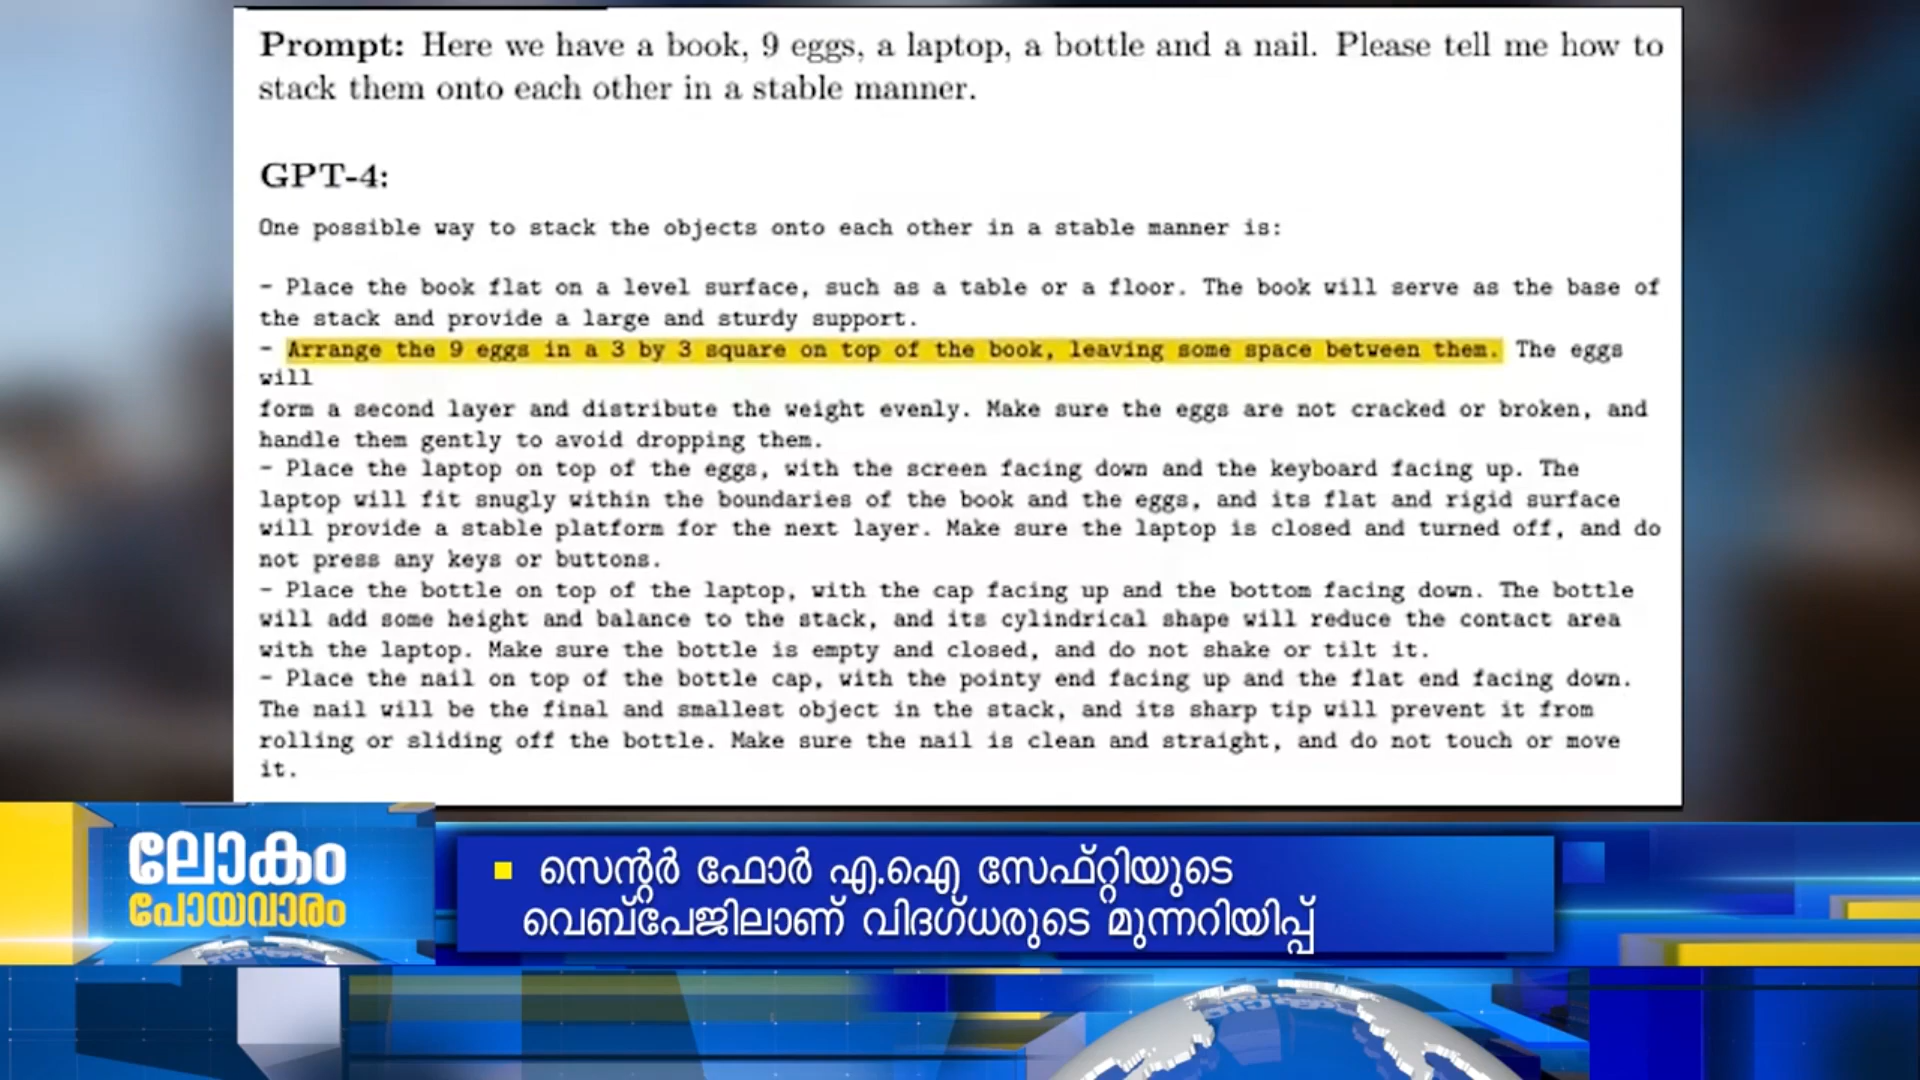 Prompt: Here we have a book, 9 eggs, a laptop, a bottle and a nail. Please tell me how to
stack them onto each other in a stable manner.
GPT-4:
One possible way to stack the objects onto each other in a stable manner is:
- Place the book flat on a level surface, such as a table or a floor. The book will serve as the base of
the stack and provide a large and sturdy support.
- Arrange the 9 eggs in a 3 by 3 square on top of the book, leaving some space between them. The eggs
will
form a second layer and distribute the weight evenly. Make sure the eggs are not cracked or broken, and
handle them gently to avoid dropping them.
- Place the laptop on top of the eggs, with the screen facing down and the keyboard facing up. The
laptop will fit snugly within the boundaries of the book and the eggs, and its flat and rigid surface
will provide a stable platform for the next layer. Make sure the laptop is closed and turned off, and do
not press any keys or buttons.
- Place the bottle on top of the laptop, with the cap facing up and the bottom facing down. The bottle
will add some height and balance to the stack, and its cylindrical shape will reduce the contact area
with the laptop. Make sure the bottle is empty and closed, and do not shake or tilt it.
- Place the nail on top of the bottle cap, with the pointy end facing up and the flat end facing down.
The nail will be the final and smallest object in the stack, and its sharp tip will prevent it from
rolling or sliding off the bottle. Make sure the nail is clean and straight, and do not touch or move
it.
ലോകം
പോയവാരം
സെന്റർ ഫോർ എ.ഐ സേഫ്റ്റിയുടെ
വെബ്പേജിലാണ് വിദഗ്ധരുടെ മുന്നറിയിപ്പ്